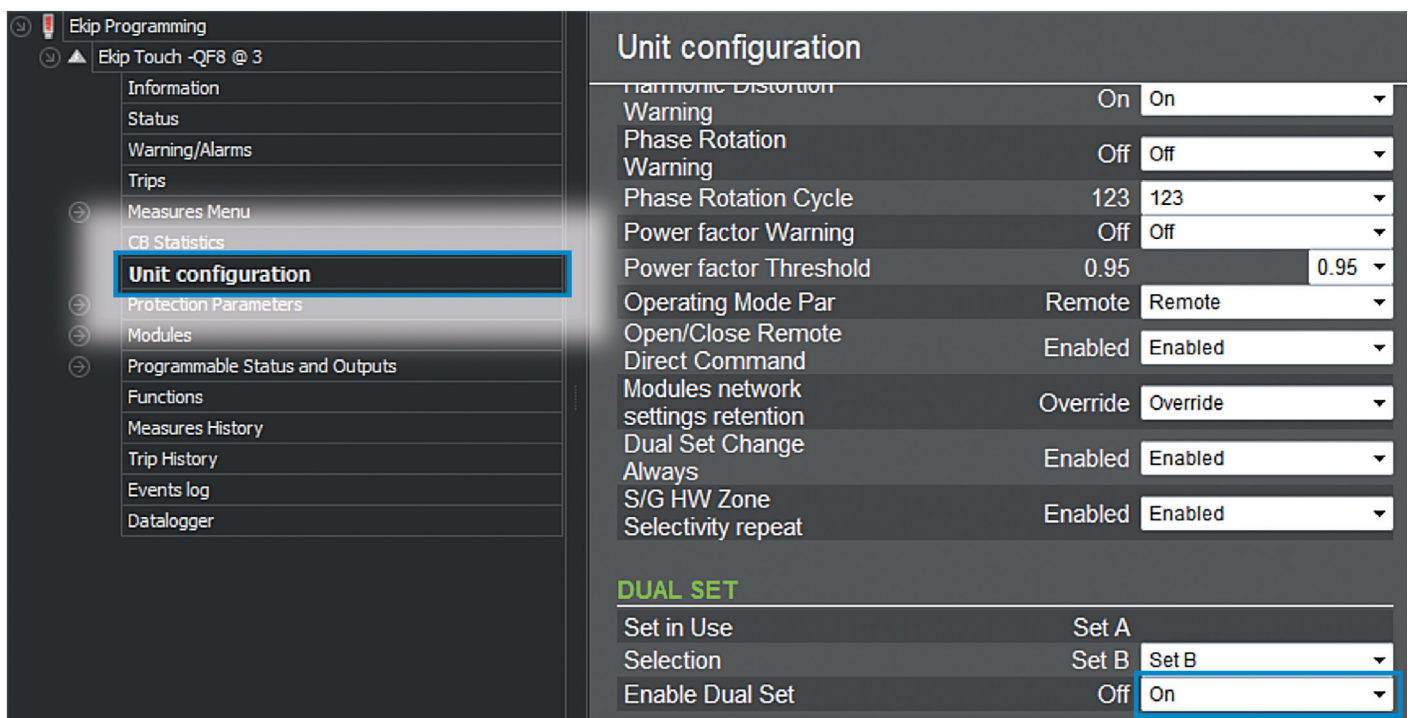 Ekip Programming
Ekip Touch -QF8 @ 3
Information
Status
Warning/Alarms
Trips
Measures Menu
CB Statistics
Unit configuration
Protection Parameters
Modules
Programmable Status and Outputs
Functions
Measures History
Trip History
Events log
Datalogger
Unit configuration
Harmonic Distortion
Warning On On
Phase Rotation
Warning Off Off
Phase Rotation Cycle 123 123
Power factor Warning Off Off
Power factor Threshold 0.95 0.95
Operating Mode Par Remote Remote
Open/Close Remote
Direct Command Enabled Enabled
Modules network
settings retention Override Override
Dual Set Change
Always Enabled Enabled
S/G HW Zone
Selectivity repeat Enabled Enabled
DUAL SET
Set in Use Set A
Selection Set B Set B
Enable Dual Set Off On